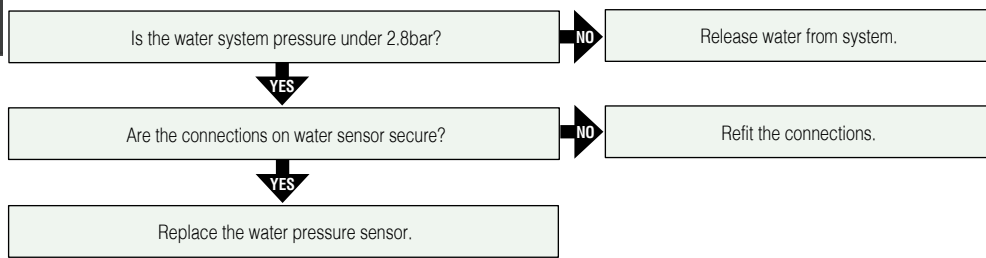 Is the water system pressure under 2.8bar?
NO
Release water from system.
YES
Are the connections on water sensor secure?
NO
Refit the connections.
YES
Replace the water pressure sensor.